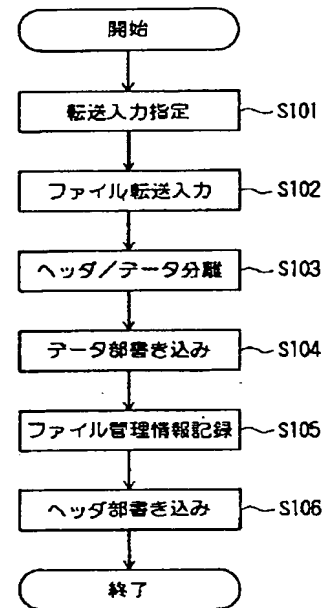 開始
転送入力指定 S101
ファイル転送入力 S102
ヘッダ/データ分離 S103
データ部書き込み S104
ファイル管理情報記録 S105
ヘッダ部書き込み S106
終了